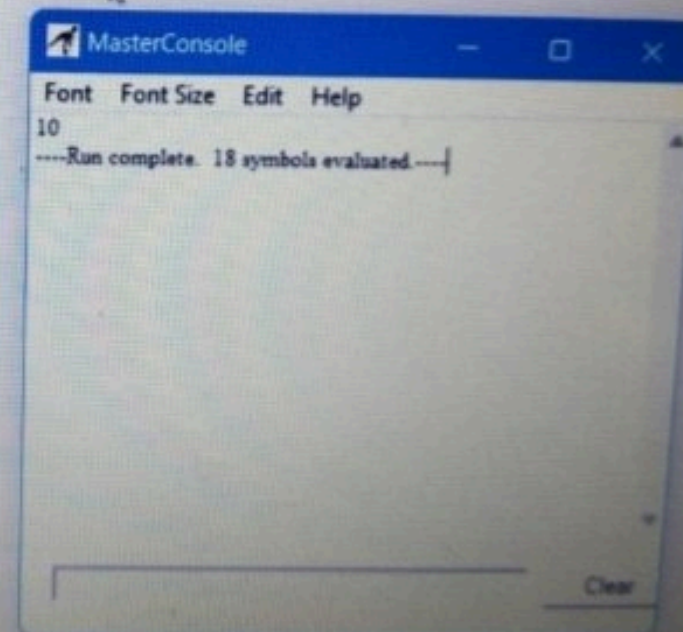 MasterConsole
Font Font Size Edit Help
10
----Run complete. 18 symbols evaluated.----
Clear